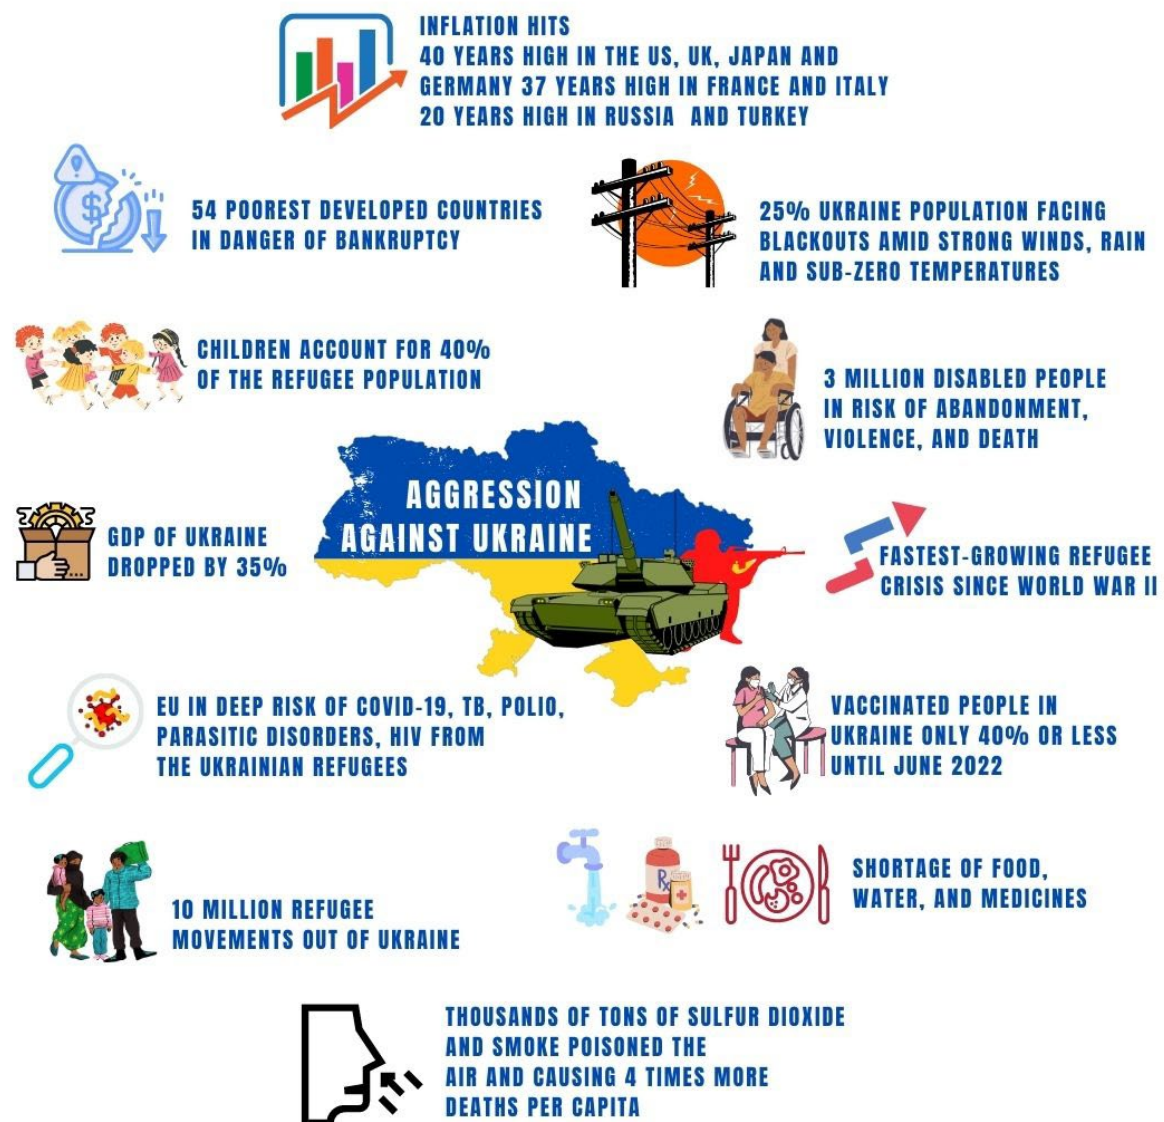 INFLATION HITS
40 YEARS HIGH IN THE US, UK, JAPAN AND
GERMANY 37 YEARS HIGH IN FRANCE AND ITALY
20 YEARS HIGH IN RUSSIA AND TURKEY
54 POOREST DEVELOPED COUNTRIES
IN DANGER OF BANKRUPTCY
25% UKRAINE POPULATION FACING
BLACKOUTS AMID STRONG WINDS, RAIN
AND SUB-ZERO TEMPERATURES
CHILDREN ACCOUNT FOR 40%
OF THE REFUGEE POPULATION
3 MILLION DISABLED PEOPLE
IN RISK OF ABANDONMENT,
VIOLENCE, AND DEATH
AGGRESSION
AGAINST UKRAINE
GDP OF UKRAINE
DROPPED BY 35%
FASTEST-GROWING REFUGEE
CRISIS SINCE WORLD WAR II
EU IN DEEP RISK OF COVID-19, TB, POLIO,
PARASITIC DISORDERS, HIV FROM
THE UKRAINIAN REFUGEES
VACCINATED PEOPLE IN
UKRAINE ONLY 40% OR LESS
UNTIL JUNE 2022
10 MILLION REFUGEE
MOVEMENTS OUT OF UKRAINE
SHORTAGE OF FOOD,
WATER, AND MEDICINES
THOUSANDS OF TONS OF SULFUR DIOXIDE
AND SMOKE POISONED THE
AIR AND CAUSING 4 TIMES MORE
DEATHS PER CAPITA